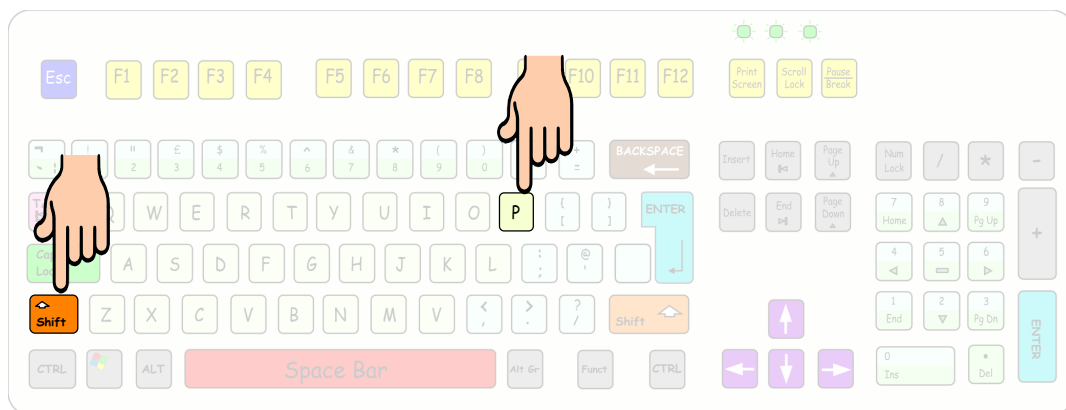 Esc F1 F2 F3 F4 F5 F6 F7 F8 F10 F11 F12 Print Screen Scroll Lock Pause Break
¬ ! " £ $ % ^ & * ( ) + BACKSPACE Insert Home Page Up Num Lock / * -
2 3 4 5 6 7 8 9 0 =
Q W E R T Y U I O P { [ } ] ENTER Delete End Page Down 7 Home 8 9 Pg Up +
A S D F G H J K L : ; @ ' 4 5 6
Shift Z X C V B N M V < , > . ? / Shift 1 End 2 3 Pg Dn ENTER
CTRL ALT Space Bar Alt Gr Funct CTRL 0 Ins • Del